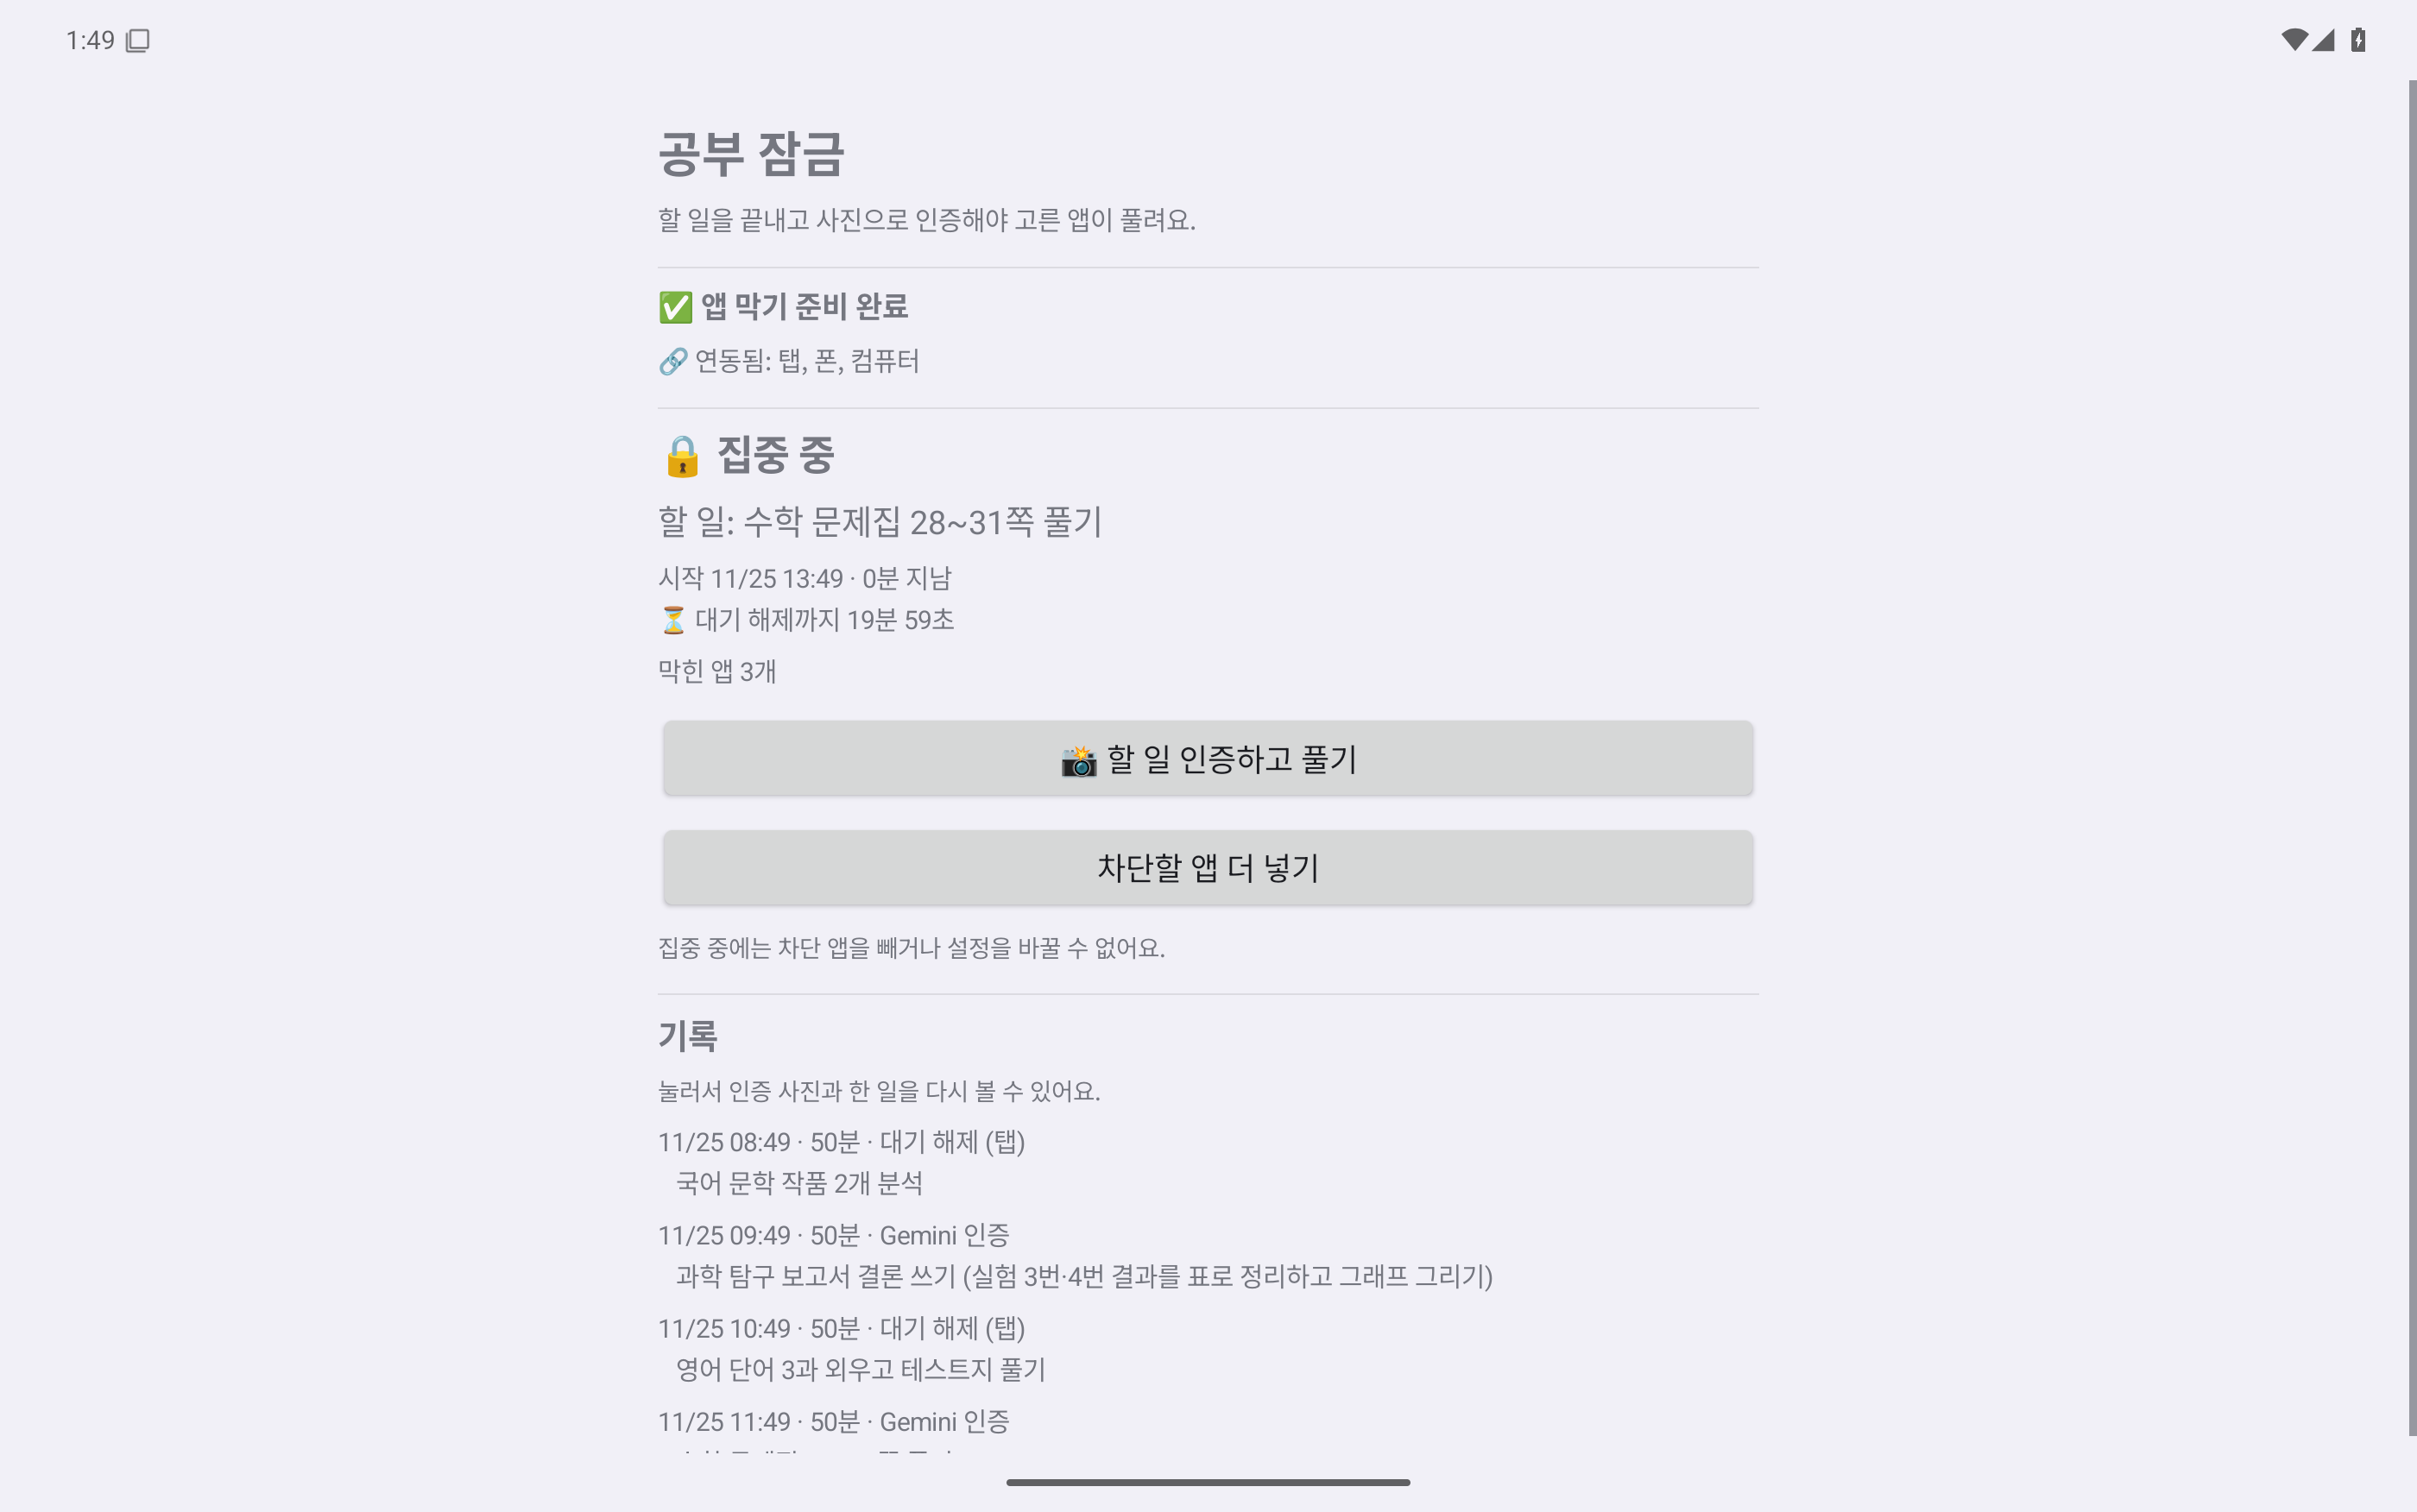 1:49
공부 잠금
할 일을 끝내고 사진으로 인증해야 고른 앱이 풀려요.
✅ 앱 막기 준비 완료
🔗 연동됨: 탭, 폰, 컴퓨터
🔒 집중 중
할 일: 수학 문제집 28~31쪽 풀기
시작 11/25 13:49 · 0분 지남
⏳ 대기 해제까지 19분 59초
막힌 앱 3개
📸 할 일 인증하고 풀기
차단할 앱 더 넣기
집중 중에는 차단 앱을 빼거나 설정을 바꿀 수 없어요.
기록
눌러서 인증 사진과 한 일을 다시 볼 수 있어요.
11/25 08:49 · 50분 · 대기 해제 (탭)
국어 문학 작품 2개 분석
11/25 09:49 · 50분 · Gemini 인증
과학 탐구 보고서 결론 쓰기 (실험 3번·4번 결과를 표로 정리하고 그래프 그리기)
11/25 10:49 · 50분 · 대기 해제 (탭)
영어 단어 3과 외우고 테스트지 풀기
11/25 11:49 · 50분 · Gemini 인증